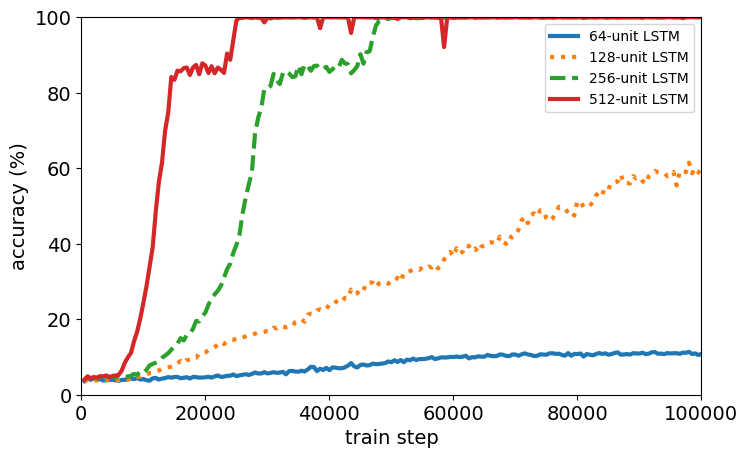 100
80
60
40
20
0
accuracy (%)
64-unit LSTM
128-unit LSTM
256-unit LSTM
512-unit LSTM
0 20000 40000 60000 80000 100000
train step